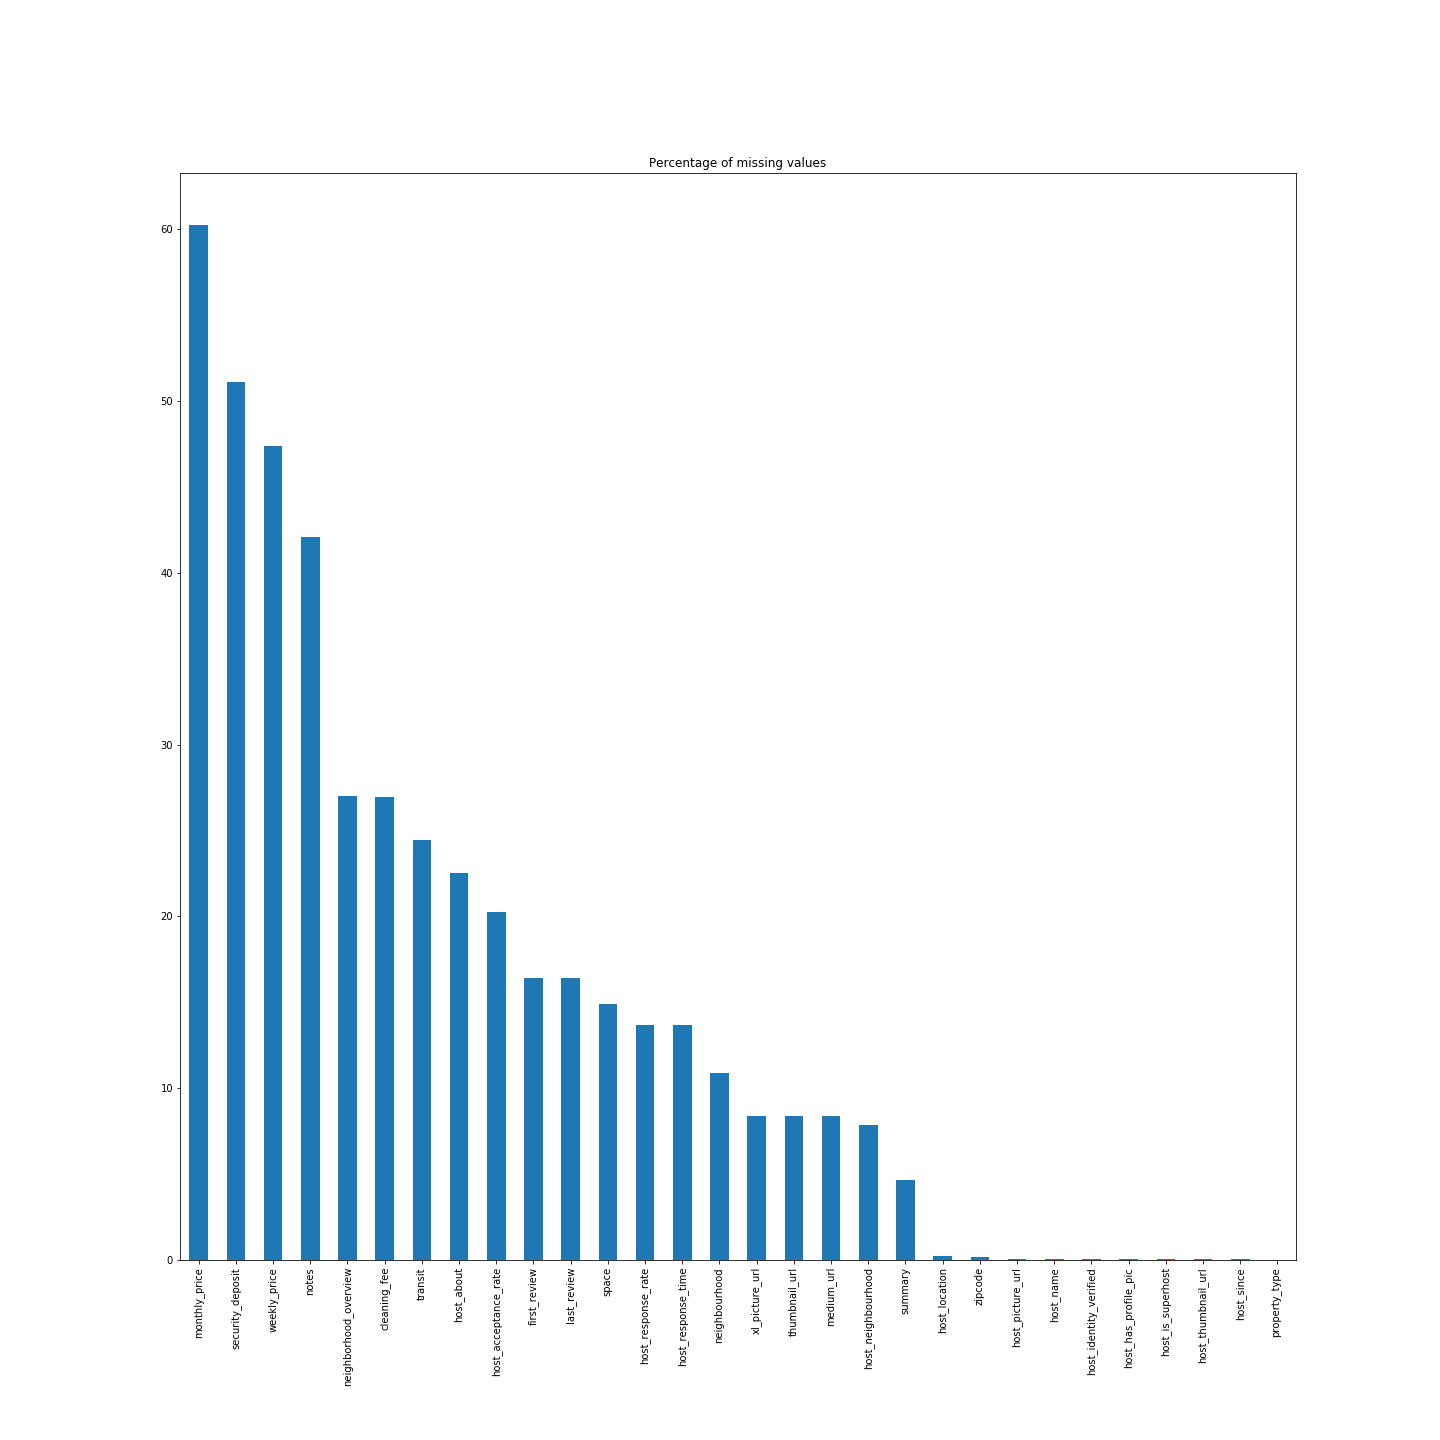 Percentage of missing values
60
50
40
30
20
10
0
monthly_price
security_deposit
weekly_price
notes
neighborhood_overview
cleaning_fee
transit
host_about
host_acceptance_rate
first_review
last_review
space
host_response_rate
host_response_time
neighbourhood
xl_picture_url
thumbnail_url
medium_url
host_neighbourhood
summary
host_location
zipcode
host_picture_url
host_name
host_identity_verified
host_has_profile_pic
host_is_superhost
host_thumbnail_url
host_since
property_type